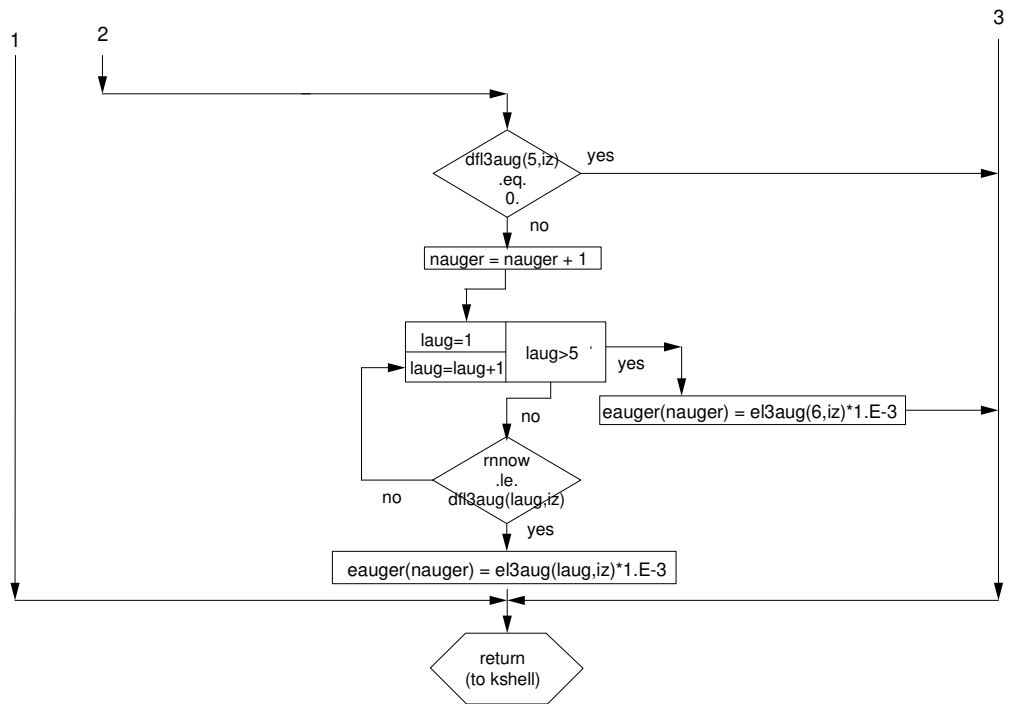 1
2
3
dfl3aug(5,iz)
.eq.
0.
yes
no
nauger = nauger + 1
laug=1
laug=laug+1
laug>5
yes
eauger(nauger) = el3aug(6,iz)*1.E-3
no
rnnow
.le.
dfl3aug(laug,iz)
no
yes
eauger(nauger) = el3aug(laug,iz)*1.E-3
return
(to kshell)